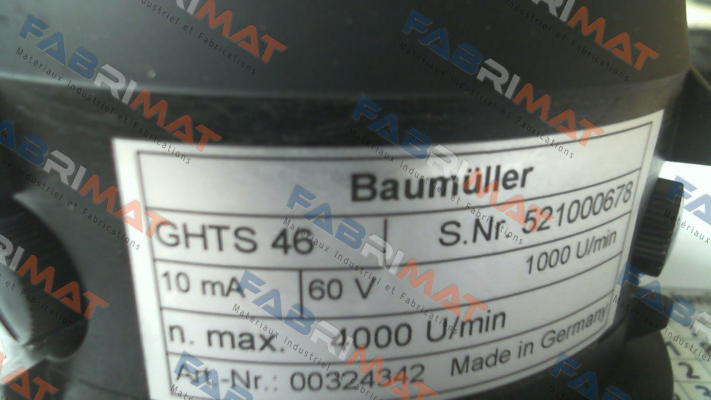 Baumüller
GHTS 46 S.Nr. 521000678
10 mA 60 V 1000 U/min
n. max. 4000 U/min
Art.-Nr.: 00324342 Made in Germany
FABRIMAT
Matériaux Industriel et Fabrications